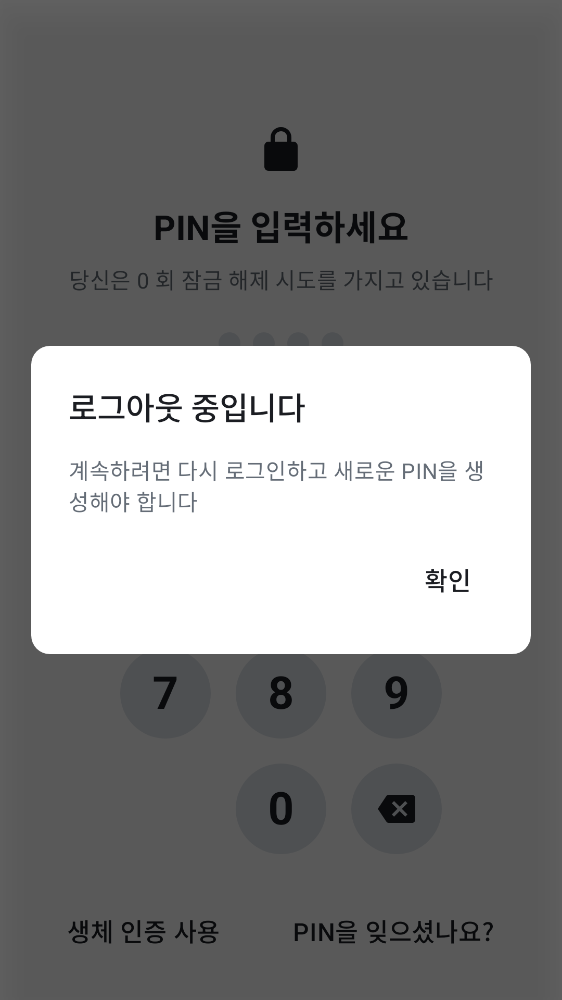 PIN을 입력하세요
당신은 0 회 잠금 해제 시도를 가지고 있습니다
로그아웃 중입니다
계속하려면 다시 로그인하고 새로운 PIN을 생
성해야 합니다
확인
7 8 9
0
생체 인증 사용 PIN을 잊으셨나요?